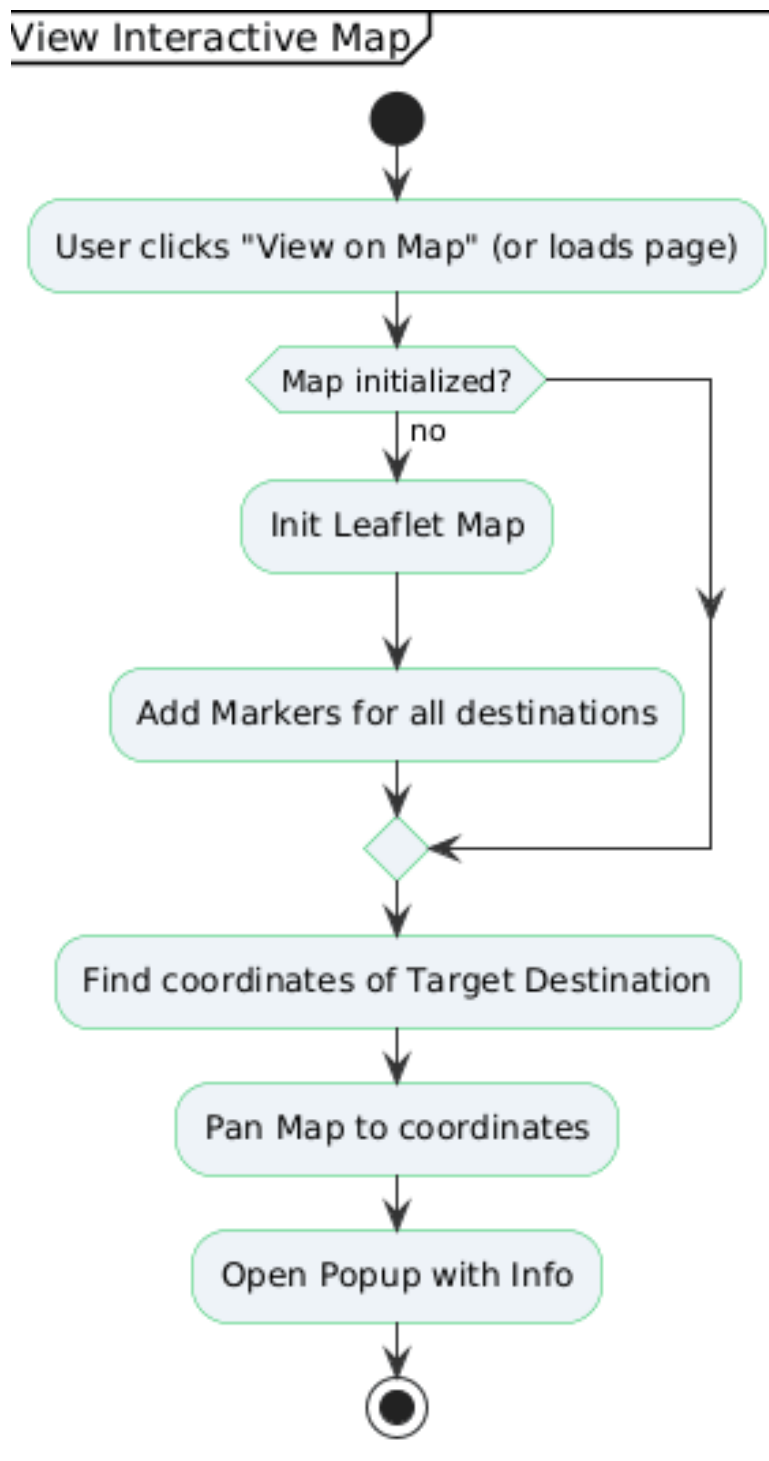 View Interactive Map
User clicks "View on Map" (or loads page)
Map initialized?
no
Init Leaflet Map
Add Markers for all destinations
Find coordinates of Target Destination
Pan Map to coordinates
Open Popup with Info